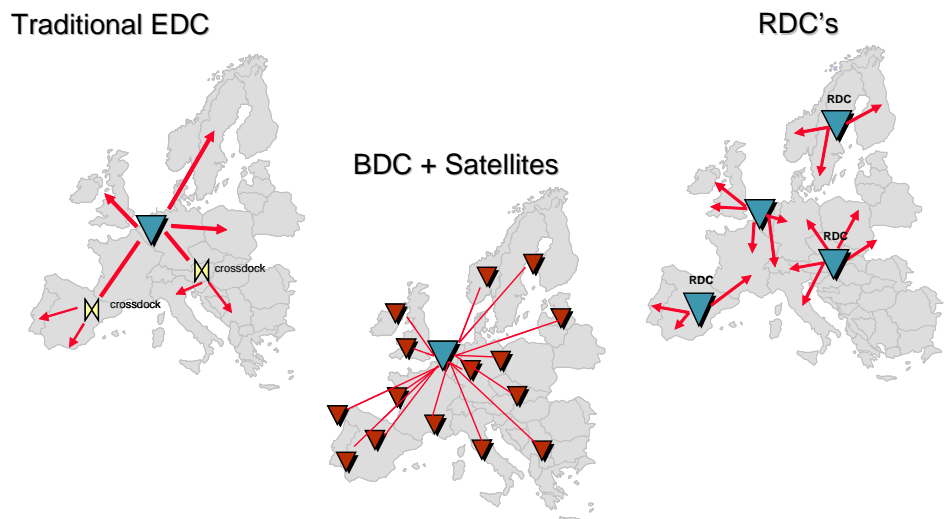 Traditional EDC
RDC's
BDC + Satellites
crossdock
crossdock
RDC
RDC
RDC